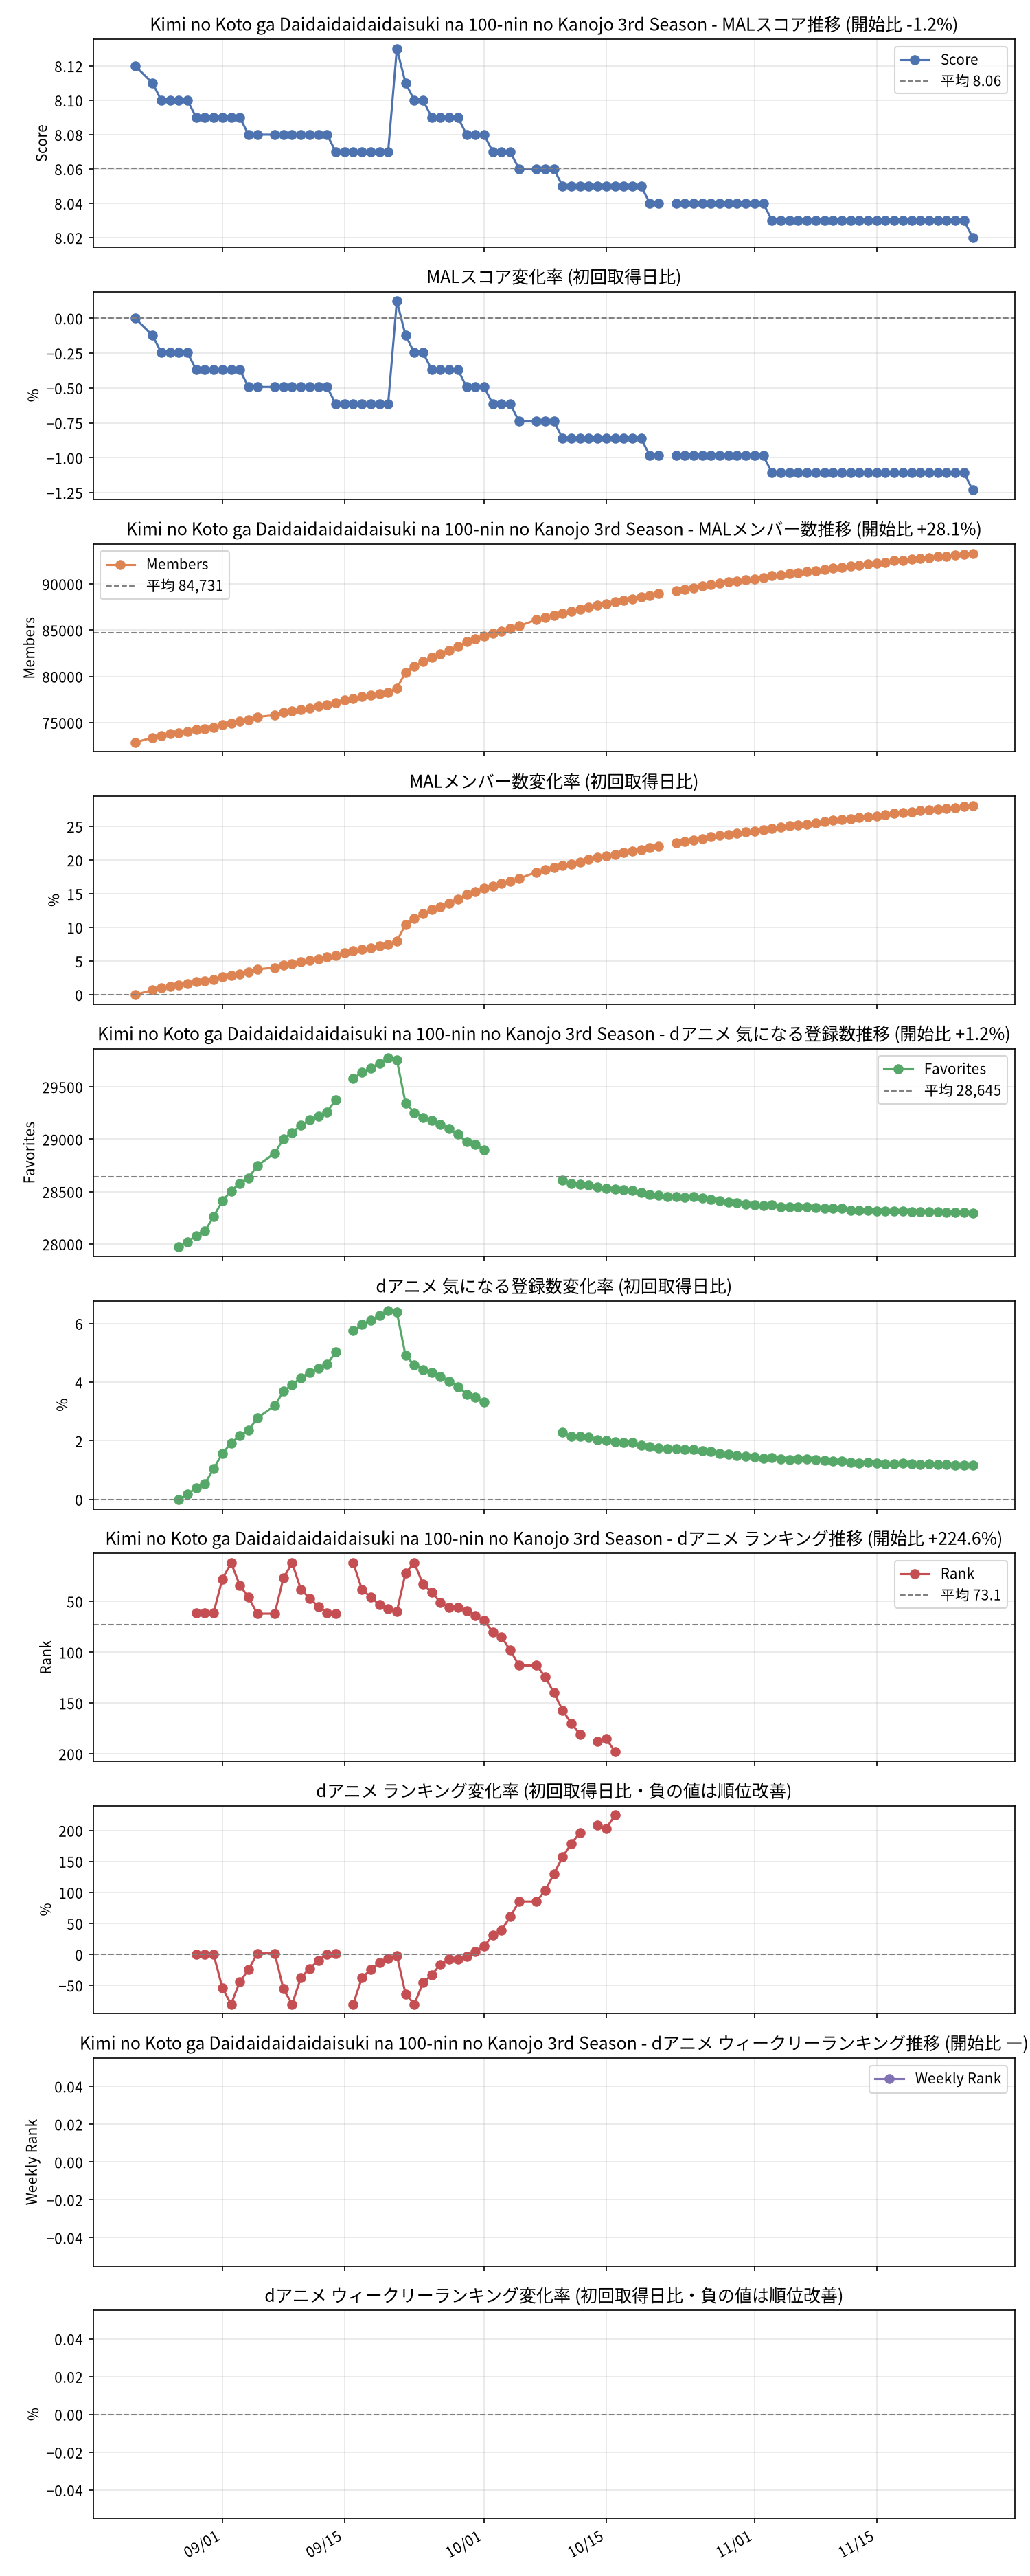 Kimi no Koto ga Daidaidaidaidaisuki na 100-nin no Kanojo 3rd Season - MALスコア推移 (開始比 -1.2%)
Score
平均 8.06
8.12
8.10
8.08
8.06
8.04
8.02
Score
MALスコア変化率 (初回取得日比)
0.00
−0.25
−0.50
−0.75
−1.00
−1.25
%
Kimi no Koto ga Daidaidaidaidaisuki na 100-nin no Kanojo 3rd Season - MALメンバー数推移 (開始比 +28.1%)
Members
平均 84,731
90000
85000
80000
75000
Members
MALメンバー数変化率 (初回取得日比)
25
20
15
10
5
0
%
Kimi no Koto ga Daidaidaidaidaisuki na 100-nin no Kanojo 3rd Season - dアニメ 気になる登録数推移 (開始比 +1.2%)
Favorites
平均 28,645
29500
29000
28500
28000
Favorites
dアニメ 気になる登録数変化率 (初回取得日比)
6
4
2
0
%
Kimi no Koto ga Daidaidaidaidaisuki na 100-nin no Kanojo 3rd Season - dアニメ ランキング推移 (開始比 +224.6%)
Rank
平均 73.1
50
100
150
200
Rank
dアニメ ランキング変化率 (初回取得日比・負の値は順位改善)
200
150
100
50
0
−50
%
Kimi no Koto ga Daidaidaidaidaisuki na 100-nin no Kanojo 3rd Season - dアニメ ウィークリーランキング推移 (開始比 —)
Weekly Rank
0.04
0.02
0.00
−0.02
−0.04
Weekly Rank
dアニメ ウィークリーランキング変化率 (初回取得日比・負の値は順位改善)
0.04
0.02
0.00
−0.02
−0.04
%
09/01
09/15
10/01
10/15
11/01
11/15